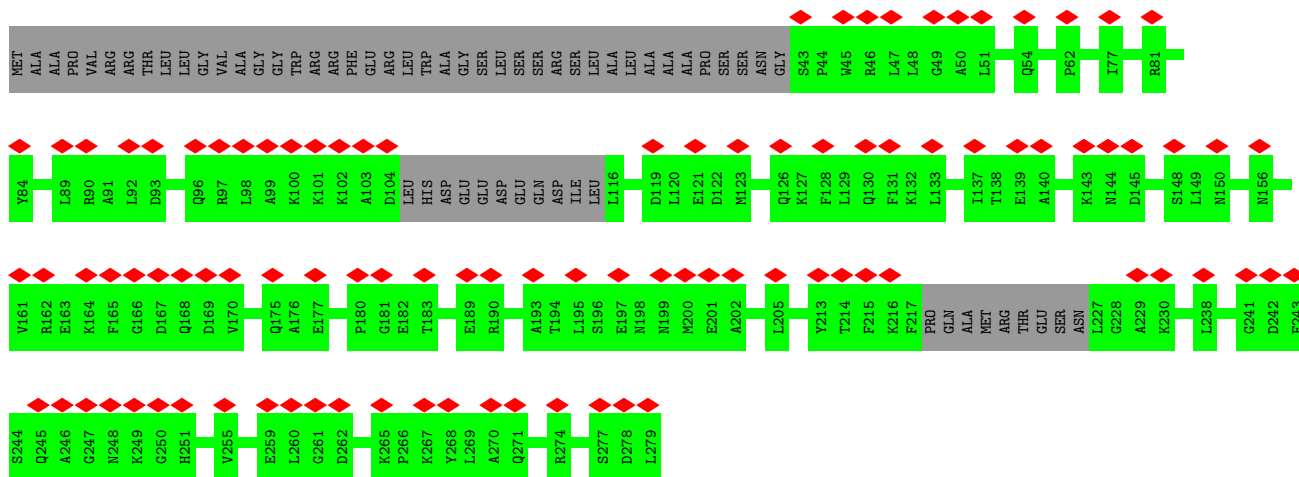 MET ALA ALA PRO VAL ARG ARG THR LEU LEU GLY VAL ALA GLY GLY TRP ARG ARG PHE GLU ARG LEU TRP ALA GLY SER LEU SER SER ARG SER LEU ALA LEU ALA ALA ALA PRO SER SER ASN GLY S43 P44 W45 R46 L47 L48 G49 A50 L51 Q54 P62 I77 R81
Y84 L89 R90 A91 L92 D93 Q96 R97 L98 A99 K100 K101 K102 A103 D104 LEU HIS ASP GLU GLU ASP GLU GLN ASP ILE LEU L116 D119 L120 E121 D122 M123 Q126 K127 F128 L129 Q130 F131 K132 L133 I137 T138 E139 A140 K143 N144 D145 S148 L149 N150 N156
V161 R162 E163 K164 F165 G166 D167 Q168 D169 V170 Q175 A176 E177 P180 G181 E182 T183 E189 R190 A193 T194 L195 S196 E197 N198 N199 M200 E201 A202 L205 Y213 T214 F215 K216 F217 PRO GLN ALA MET ARG THR GLU SER ASN L227 G228 A229 K230 L238 G241 D242
S244 Q245 A246 G247 N248 K249 G250 H251 V255 E259 L260 G261 D262 K265 P266 K267 Y268 L269 A270 Q271 R274 S277 D278 L279